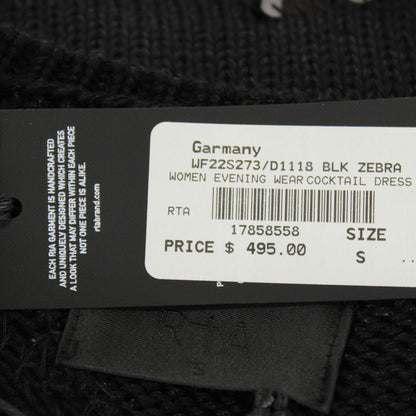 Garmany
WF22S273/D1118 BLK ZEBRA
WOMEN EVENING WEAR COCKTAIL DRESS
RTA
17858558
SIZE
PRICE $ 495.00
S
EACH RTA GARMENT IS HANDCRAFTED
AND UNIQUELY DESIGNED WHICH CREATES
A LOOK THAT MAY DIFFER WITHIN EACH PIECE
NOT ONE PIECE IS ALIKE.
rtabrand.com